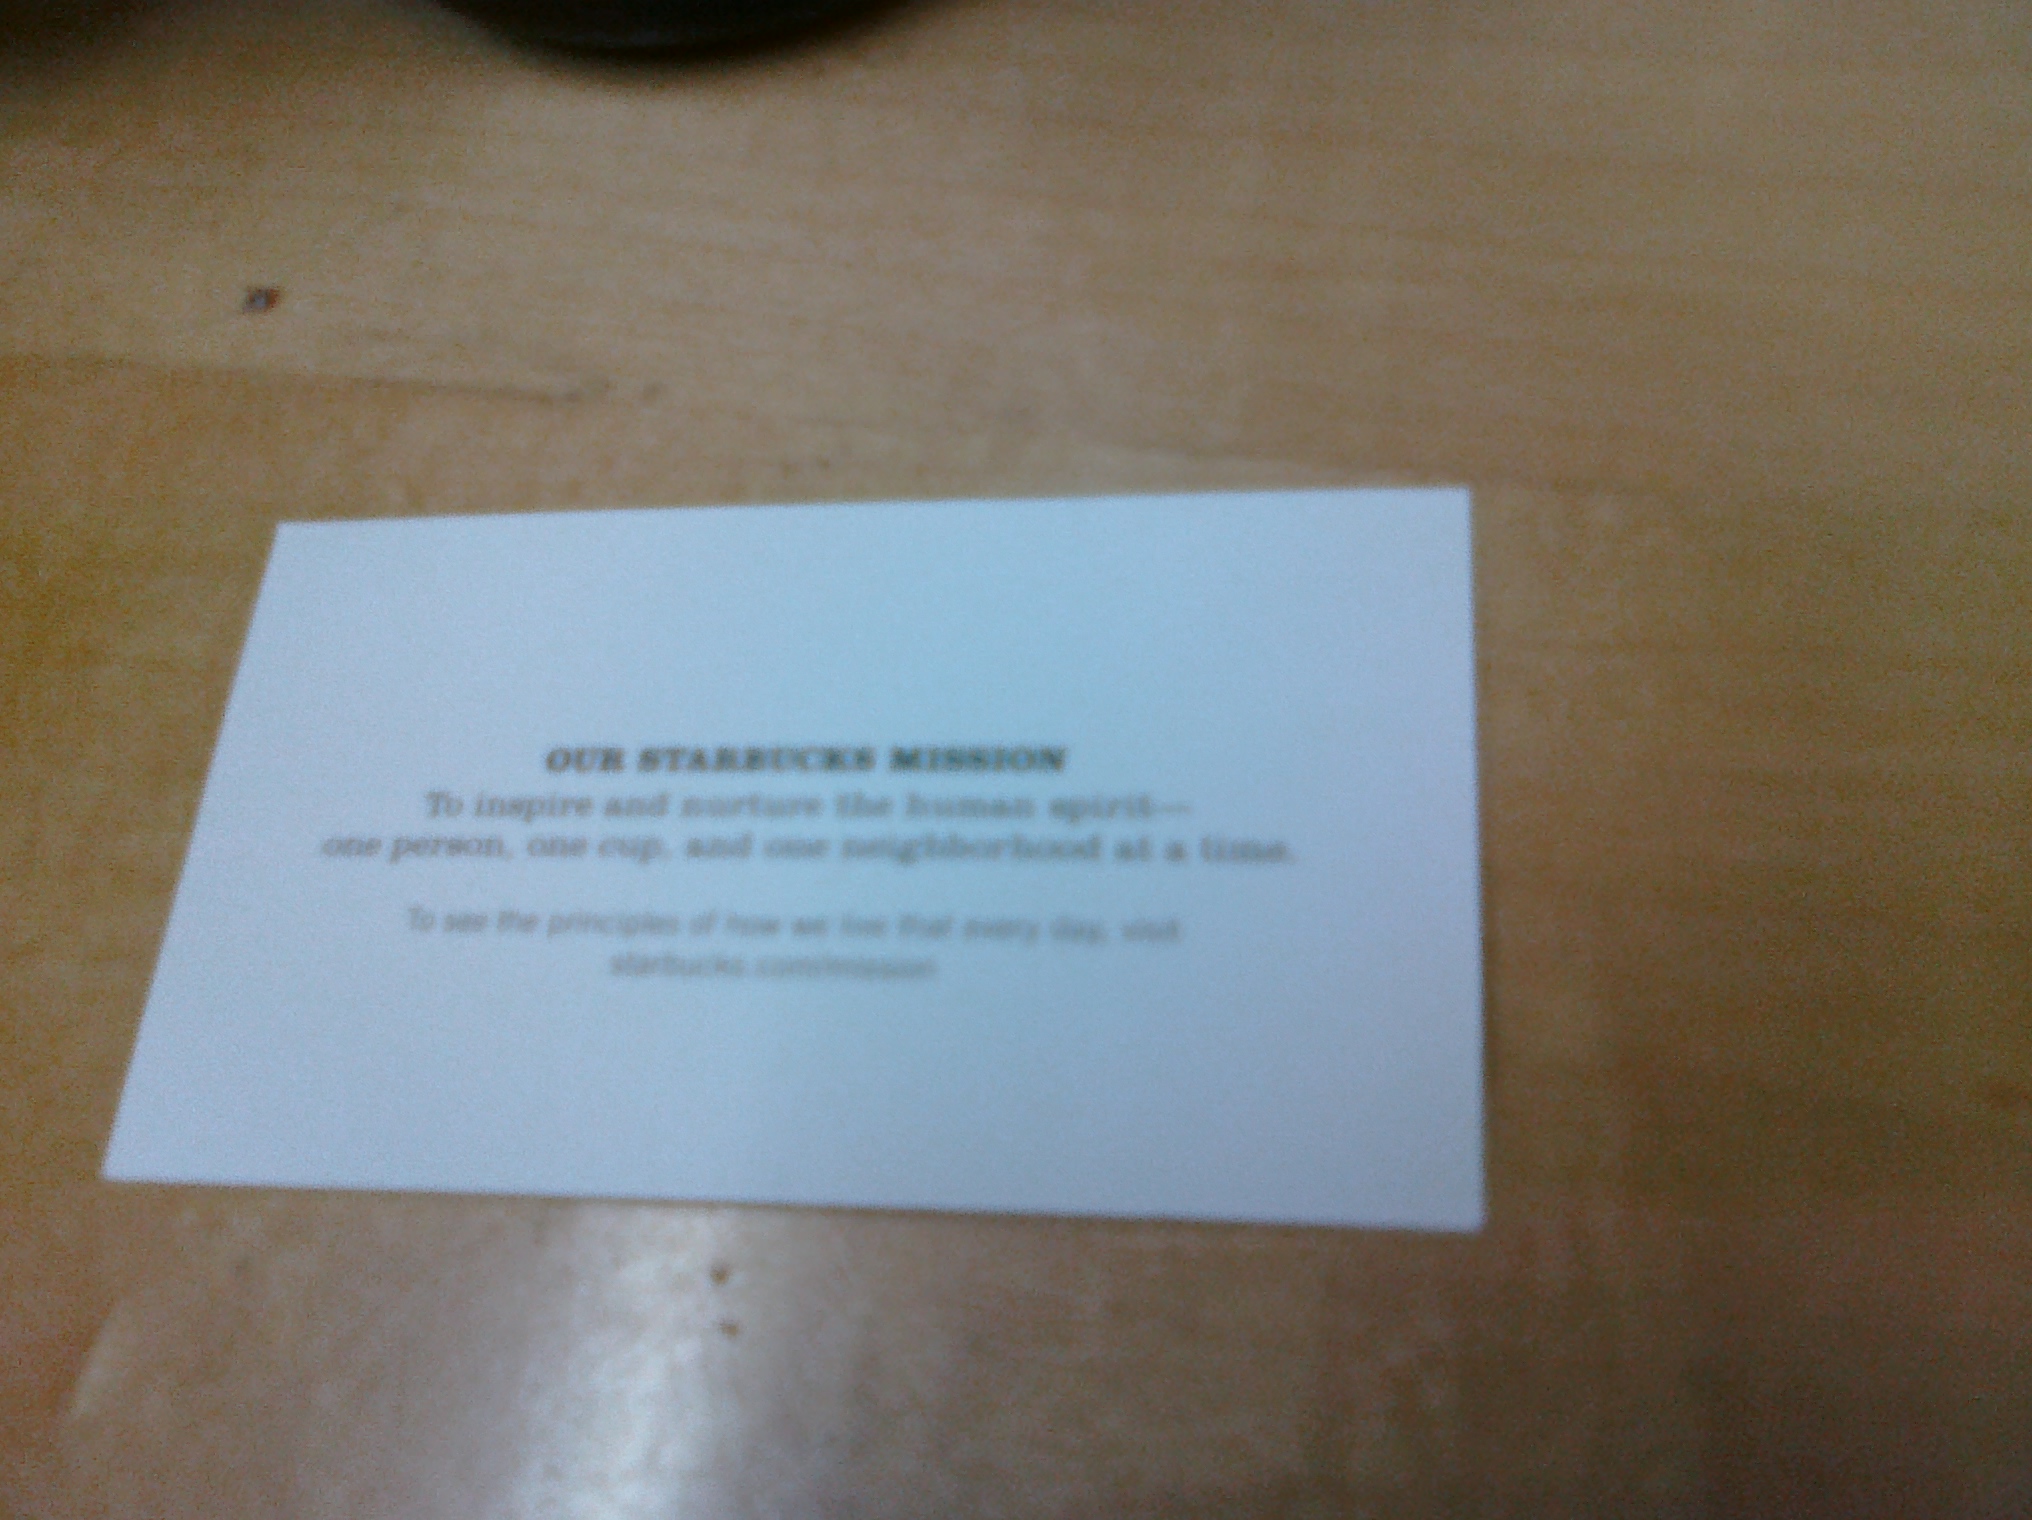 OUR STARBUCKS MISSION
To inspire and nurture the human spirit—
one person, one cup, and one neighborhood at a time.
To see the principles of how we live that every day, visit
starbucks.com/mission